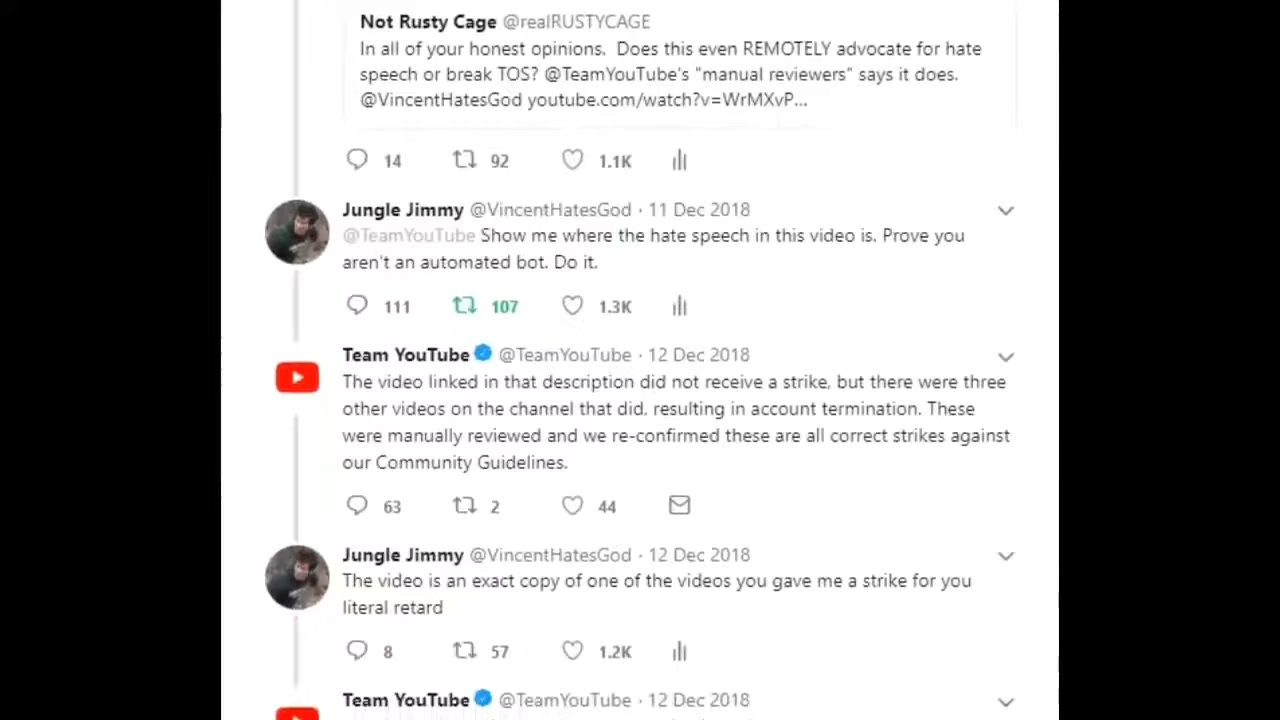 Not Rusty Cage @realRUSTYCAGE
In all of your honest opinions.  Does this even REMOTELY advocate for hate
speech or break TOS? @TeamYouTube's "manual reviewers" says it does.
@VincentHatesGod youtube.com/watch?v=WrMXvP...
14 92 1.1K
Jungle Jimmy @VincentHatesGod · 11 Dec 2018
@TeamYouTube Show me where the hate speech in this video is. Prove you
aren't an automated bot. Do it.
111 107 1.3K
Team YouTube @TeamYouTube · 12 Dec 2018
The video linked in that description did not receive a strike, but there were three
other videos on the channel that did, resulting in account termination. These
were manually reviewed and we re-confirmed these are all correct strikes against
our Community Guidelines.
63 2 44
Jungle Jimmy @VincentHatesGod · 12 Dec 2018
The video is an exact copy of one of the videos you gave me a strike for you
literal retard
8 57 1.2K
Team YouTube @TeamYouTube · 12 Dec 2018